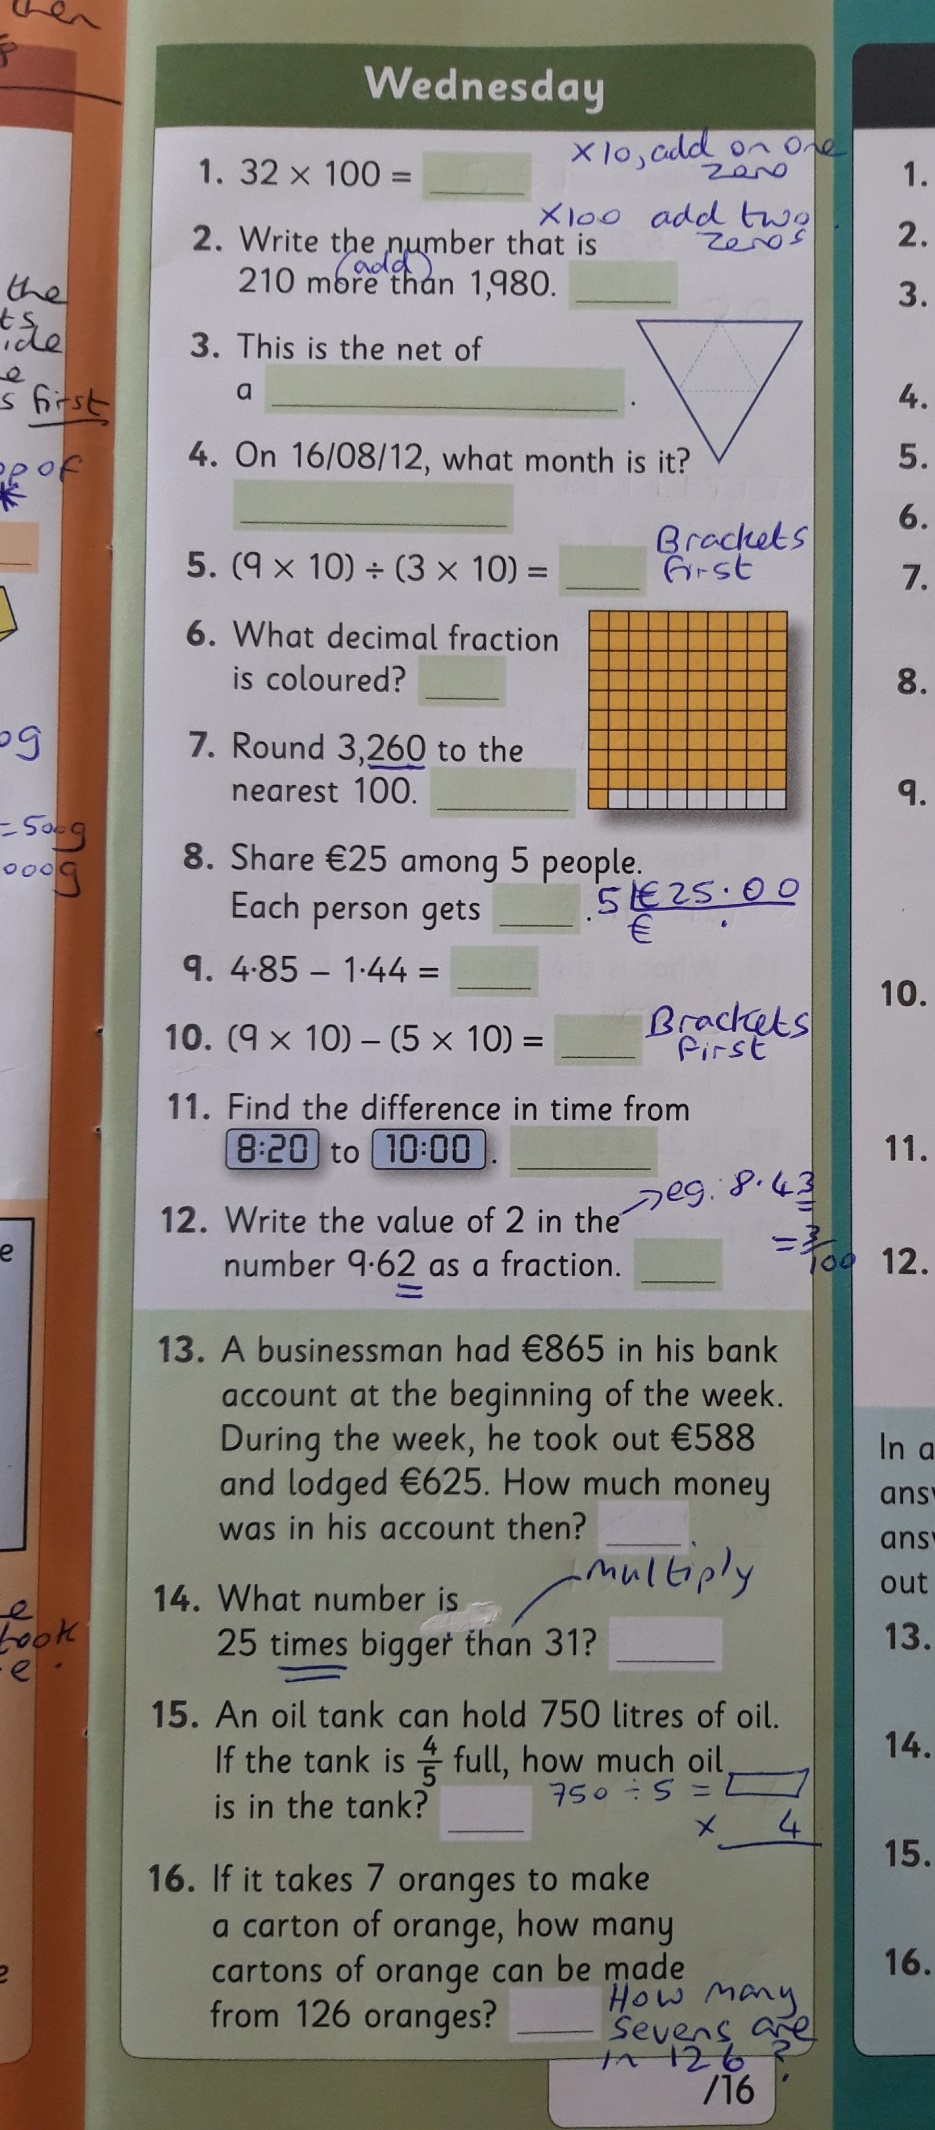 then
Wednesday
1. 32 × 100 =
×10, add on one
zero
×100 add two
zeros
2. Write the number that is
(add)
210 more than 1,980.
3. This is the net of
a .
4. On 16/08/12, what month is it?
5. (9 × 10) ÷ (3 × 10) =
Brackets
first
6. What decimal fraction
is coloured?
7. Round 3,260 to the
nearest 100.
8. Share €25 among 5 people.
Each person gets .
5 €25.00
€ .
9. 4·85 – 1·44 =
10. (9 × 10) – (5 × 10) =
Brackets
first
11. Find the difference in time from
8:20 to 10:00 .
12. Write the value of 2 in the
number 9·62 as a fraction.
eg. 8.43
= 3/100
13. A businessman had €865 in his bank
account at the beginning of the week.
During the week, he took out €588
and lodged €625. How much money
was in his account then?
multiply
14. What number is
25 times bigger than 31?
15. An oil tank can hold 750 litres of oil.
If the tank is 4/5 full, how much oil
is in the tank?
750 ÷ 5 =
× 4
16. If it takes 7 oranges to make
a carton of orange, how many
cartons of orange can be made
from 126 oranges?
How many
sevens are
in 126?
/16
the
first
of
=500g
000g
1.
2.
3.
4.
5.
6.
7.
8.
9.
10.
11.
12.
In a
out
13.
14.
15.
16.